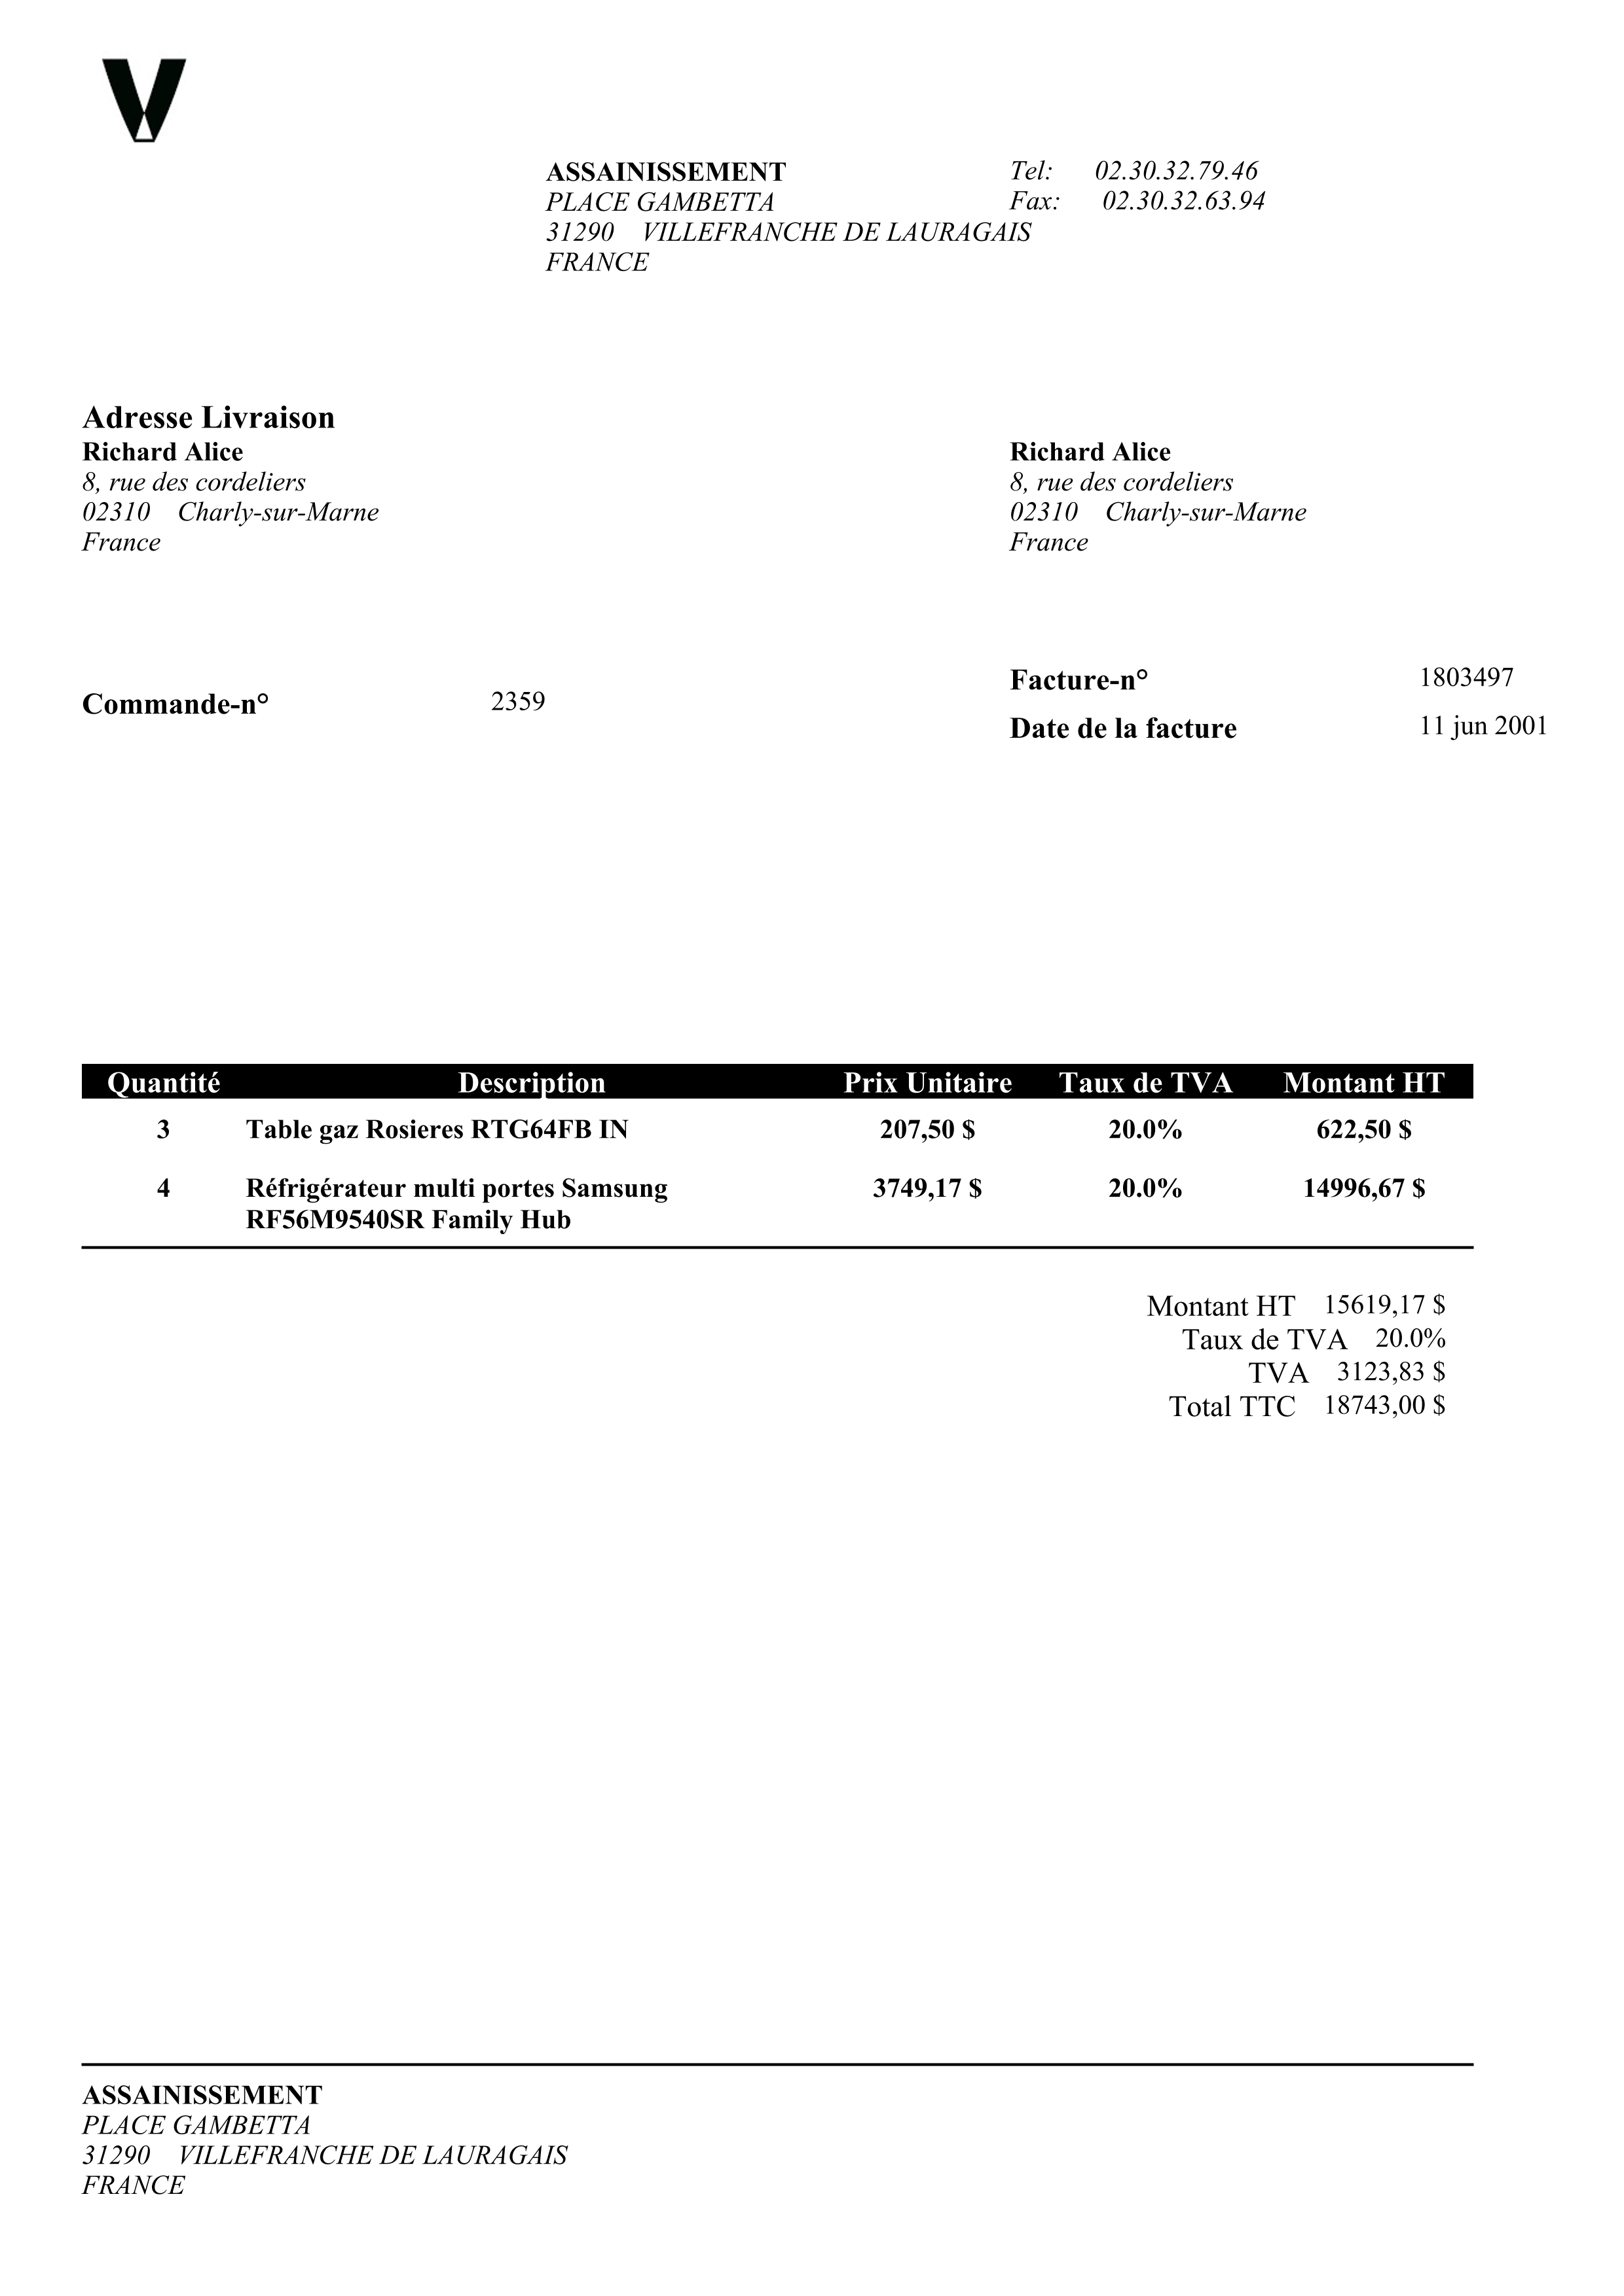 V
ASSAINISSEMENT
PLACE GAMBETTA
31290 VILLEFRANCHE DE LAURAGAIS
FRANCE
Tel: 02.30.32.79.46
Fax: 02.30.32.63.94
Adresse Livraison
Richard Alice
8, rue des cordeliers
02310 Charly-sur-Marne
France
Richard Alice
8, rue des cordeliers
02310 Charly-sur-Marne
France
Commande-n° 2359
Facture-n° 1803497
Date de la facture 11 jun 2001
Quantité Description Prix Unitaire Taux de TVA Montant HT
3 Table gaz Rosieres RTG64FB IN 207,50 $ 20.0% 622,50 $
4 Réfrigérateur multi portes Samsung 3749,17 $ 20.0% 14996,67 $
RF56M9540SR Family Hub
Montant HT 15619,17 $
Taux de TVA 20.0%
TVA 3123,83 $
Total TTC 18743,00 $
ASSAINISSEMENT
PLACE GAMBETTA
31290 VILLEFRANCHE DE LAURAGAIS
FRANCE